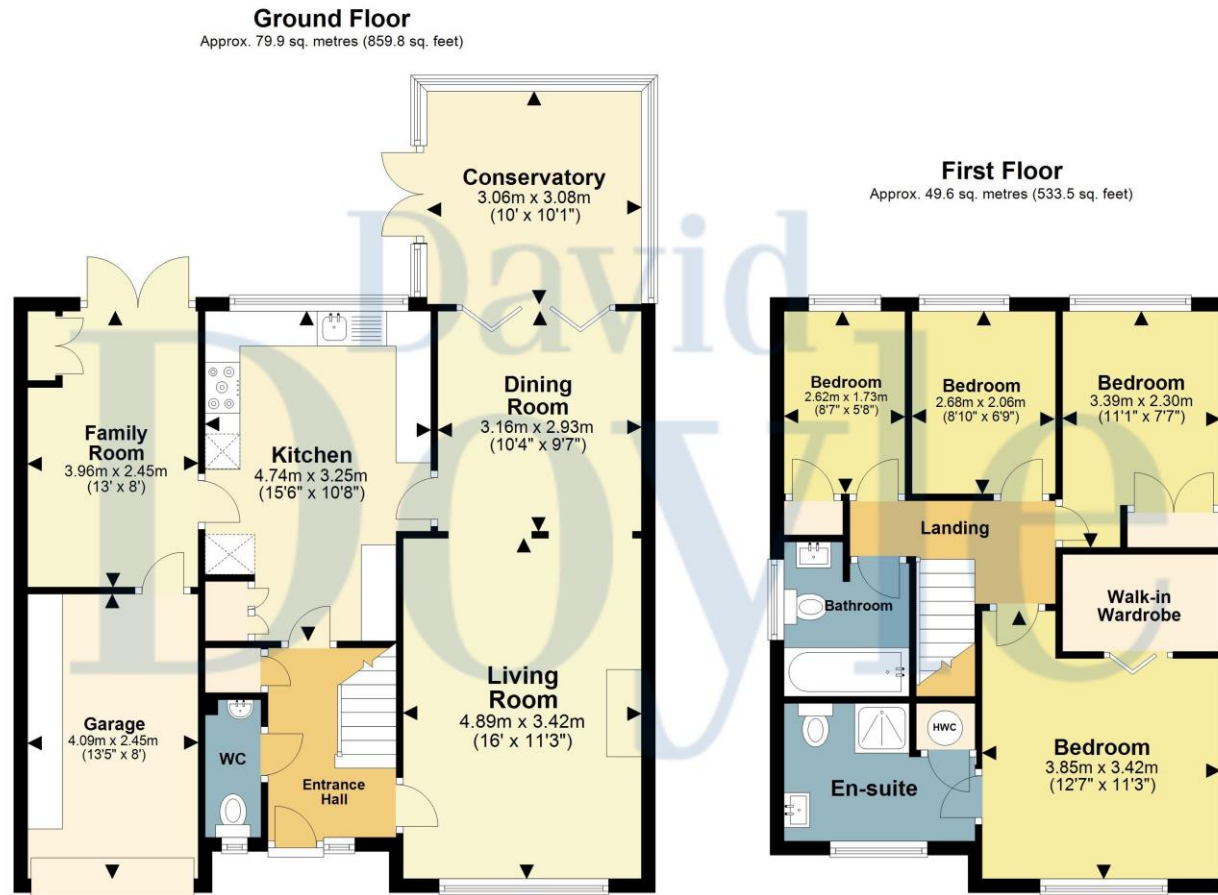 Ground Floor
Approx. 79.9 sq. metres (859.8 sq. feet)
Conservatory
3.06m x 3.08m
(10' x 10'1")
First Floor
Approx. 49.6 sq. metres (533.5 sq. feet)
David
Doyle
Family
Room
3.96m x 2.45m
(13' x 8')
Kitchen
4.74m x 3.25m
(15'6" x 10'8")
Dining
Room
3.16m x 2.93m
(10'4" x 9'7")
Garage
4.09m x 2.45m
(13'5" x 8')
WC
Entrance
Hall
Living
Room
4.89m x 3.42m
(16' x 11'3")
Bedroom
2.62m x 1.73m
(8'7" x 5'8")
Bedroom
2.68m x 2.06m
(8'10" x 6'9")
Bedroom
3.39m x 2.30m
(11'1" x 7'7")
Landing
Bathroom
Walk-in
Wardrobe
HWC
En-suite
Bedroom
3.85m x 3.42m
(12'7" x 11'3")